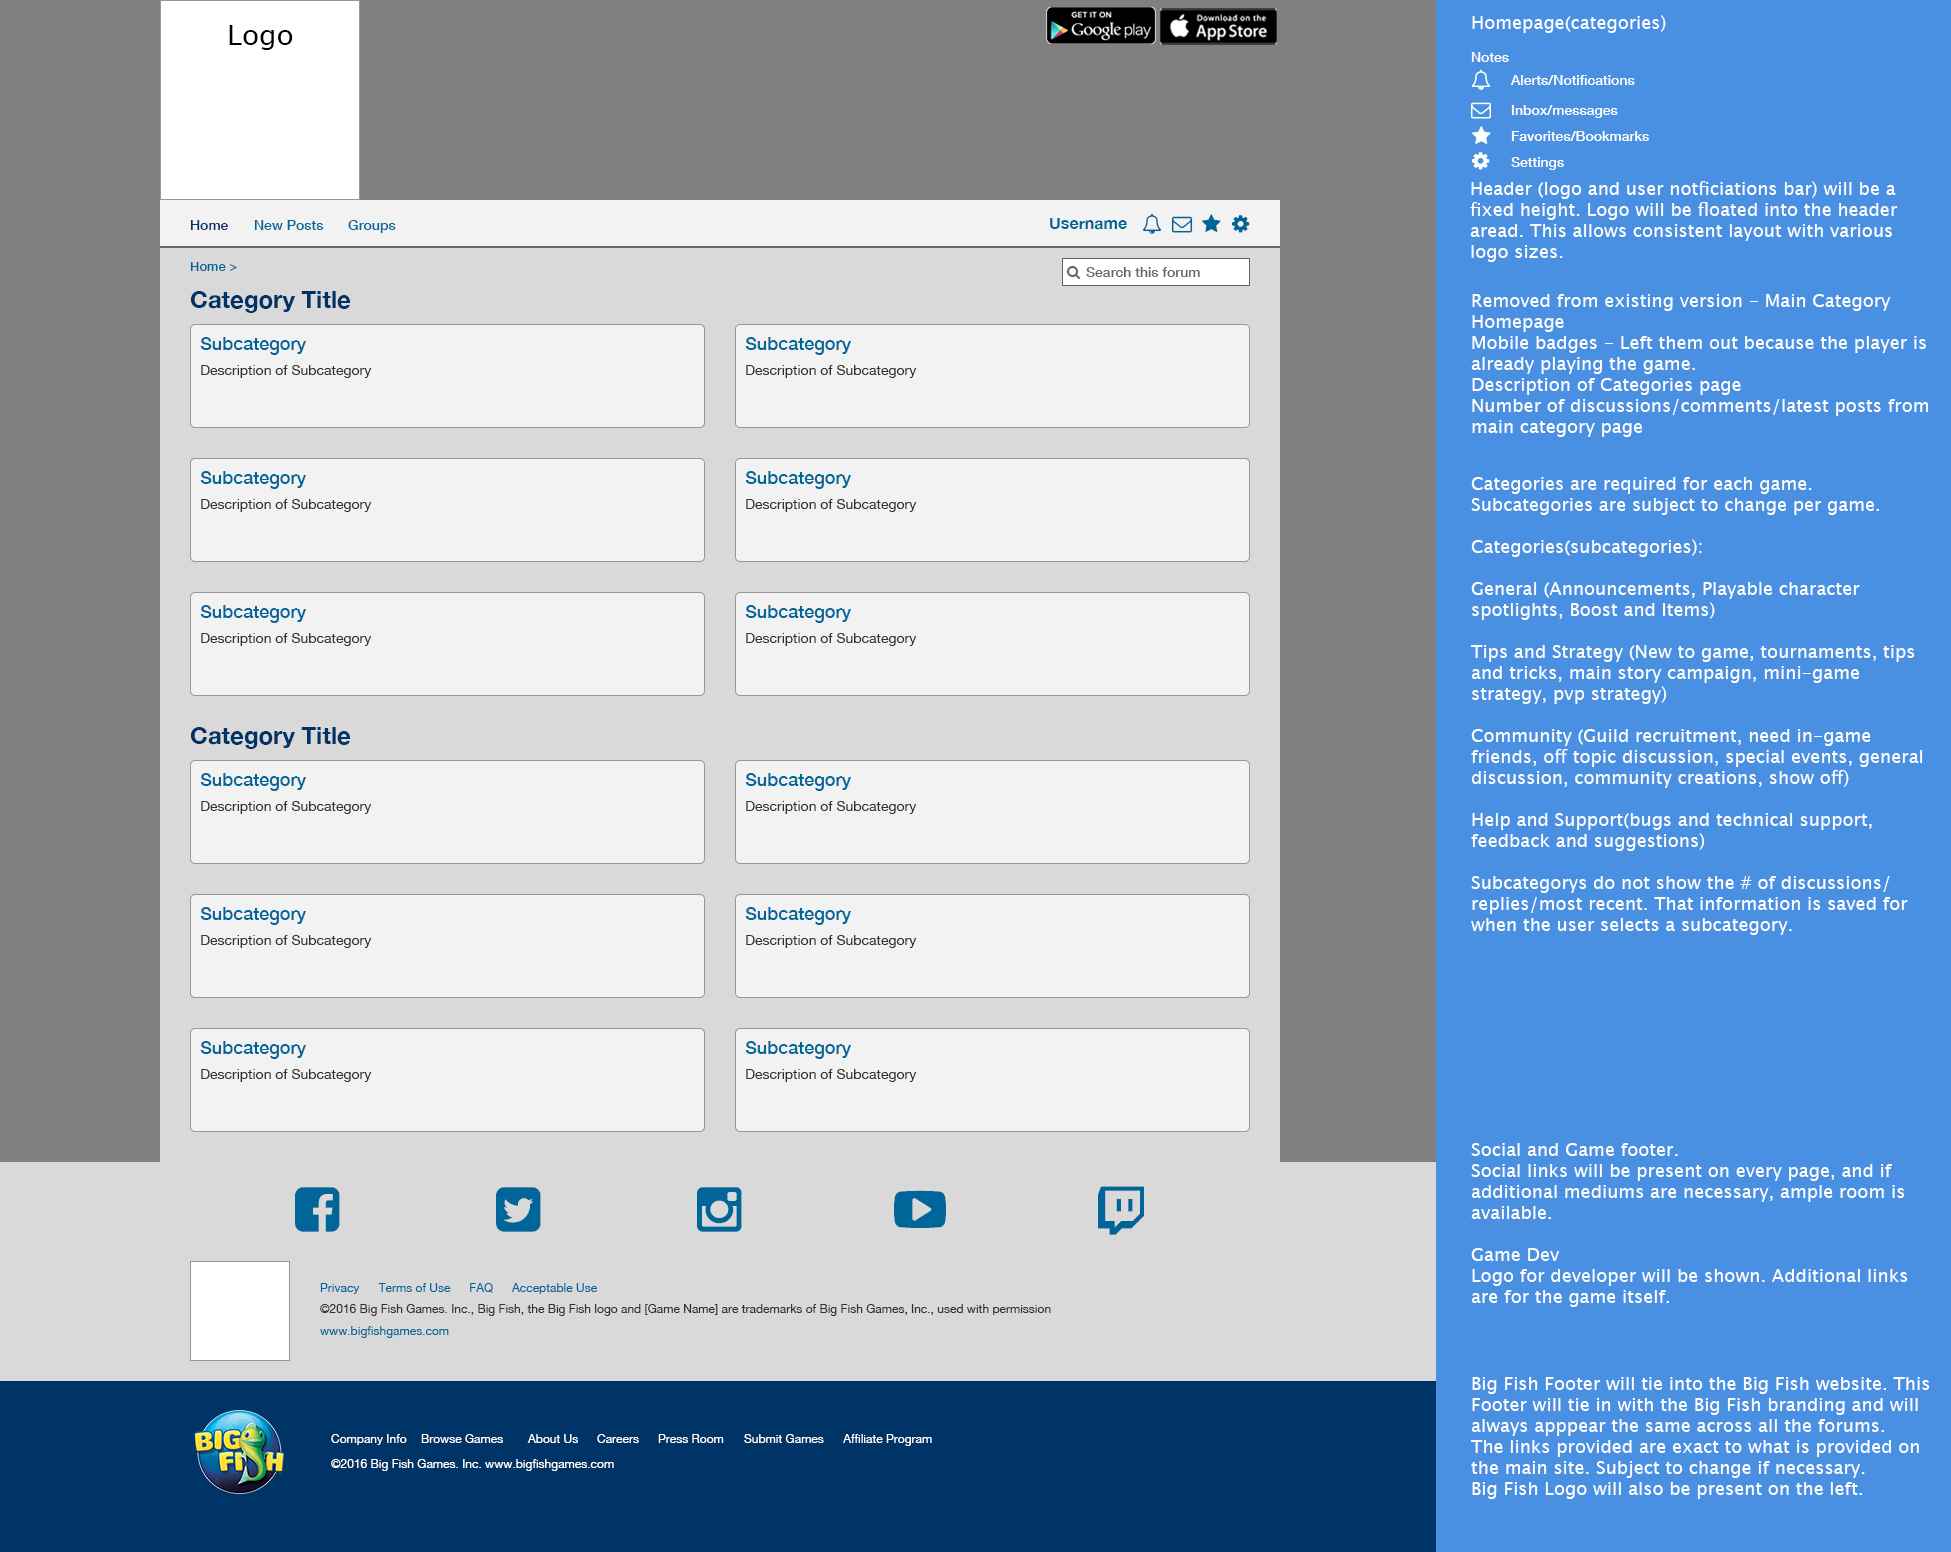 Logo
GET IT ON
Google play
Download on the
App Store
Home New Posts Groups
Username
Home >
Search this forum
Category Title
Subcategory
Description of Subcategory
Subcategory
Description of Subcategory
Subcategory
Description of Subcategory
Subcategory
Description of Subcategory
Subcategory
Description of Subcategory
Subcategory
Description of Subcategory
Category Title
Subcategory
Description of Subcategory
Subcategory
Description of Subcategory
Subcategory
Description of Subcategory
Subcategory
Description of Subcategory
Subcategory
Description of Subcategory
Subcategory
Description of Subcategory
Privacy Terms of Use FAQ Acceptable Use
©2016 Big Fish Games. Inc., Big Fish, the Big Fish logo and [Game Name] are trademarks of Big Fish Games, Inc., used with permission
www.bigfishgames.com
BIG
FISH
Company Info Browse Games About Us Careers Press Room Submit Games Affiliate Program
©2016 Big Fish Games. Inc. www.bigfishgames.com
Homepage(categories)
Notes
Alerts/Notifications
Inbox/messages
Favorites/Bookmarks
Settings
Header (logo and user notficiations bar) will be a
fixed height. Logo will be floated into the header
aread. This allows consistent layout with various
logo sizes.
Removed from existing version - Main Category
Homepage
Mobile badges - Left them out because the player is
already playing the game.
Description of Categories page
Number of discussions/comments/latest posts from
main category page
Categories are required for each game.
Subcategories are subject to change per game.
Categories(subcategories):
General (Announcements, Playable character
spotlights, Boost and Items)
Tips and Strategy (New to game, tournaments, tips
and tricks, main story campaign, mini-game
strategy, pvp strategy)
Community (Guild recruitment, need in-game
friends, off topic discussion, special events, general
discussion, community creations, show off)
Help and Support(bugs and technical support,
feedback and suggestions)
Subcategorys do not show the # of discussions/
replies/most recent. That information is saved for
when the user selects a subcategory.
Social and Game footer.
Social links will be present on every page, and if
additional mediums are necessary, ample room is
available.
Game Dev
Logo for developer will be shown. Additional links
are for the game itself.
Big Fish Footer will tie into the Big Fish website. This
Footer will tie in with the Big Fish branding and will
always apppear the same across all the forums.
The links provided are exact to what is provided on
the main site. Subject to change if necessary.
Big Fish Logo will also be present on the left.